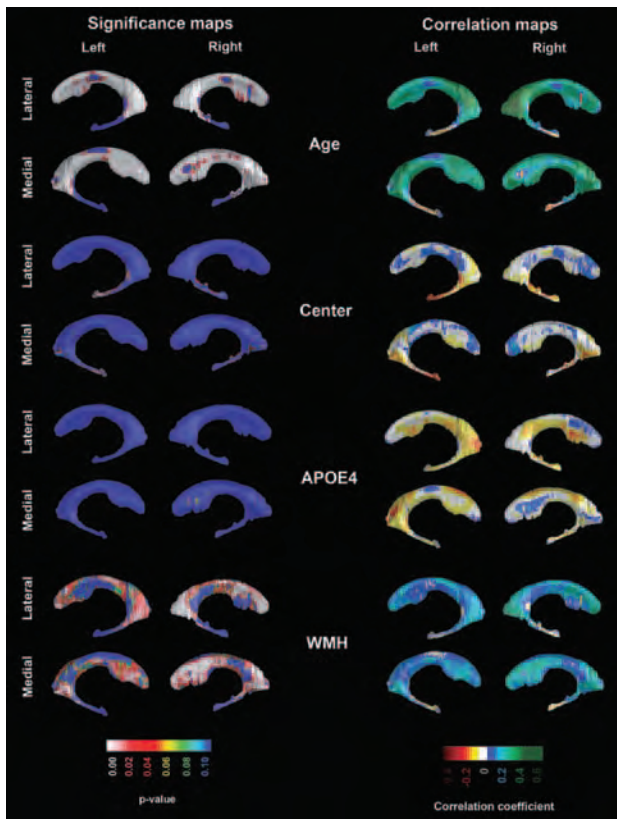 Significance maps
Correlation maps
Left
Right
Left
Right
Lateral
Age
Medial
Lateral
Center
Medial
Lateral
APOE4
Medial
Lateral
WMH
Medial
0.00
0.02
0.04
0.06
0.08
0.10
p-value
-0.2
0
0.2
0.4
0.6
Correlation coefficient